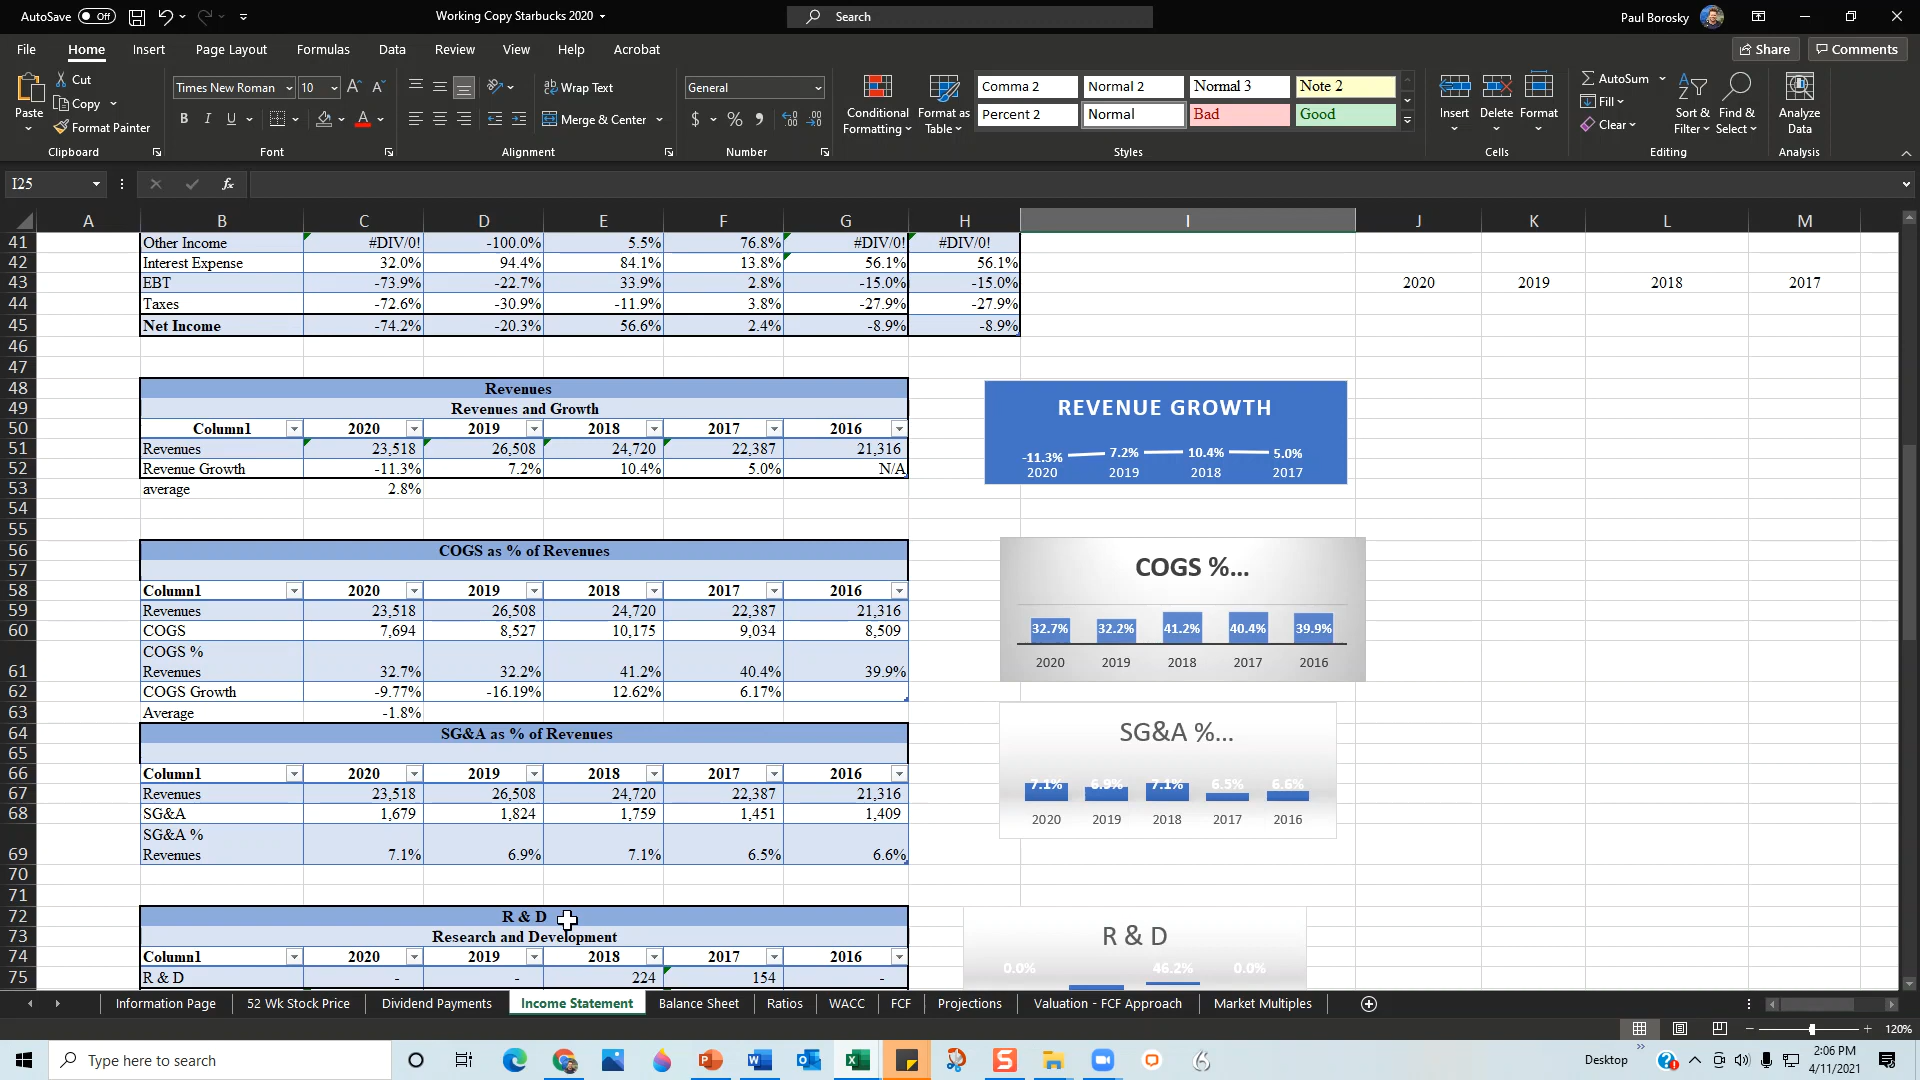 AutoSave Off Working Copy Starbucks 2020 Search Paul Borosky
File Home Insert Page Layout Formulas Data Review View Help Acrobat Share Comments
Paste Cut Copy Format Painter Clipboard
Times New Roman 10 B I U A Font
Wrap Text Merge & Center Alignment
General $ % Number
Conditional Formatting Format as Table
Comma 2 Normal 2 Normal 3 Note 2
Percent 2 Normal Bad Good
Styles
Insert Delete Format Cells
AutoSum Fill Clear Sort & Filter Find & Select Editing
Analyze Data Analysis
I25 fx
A B C D E F G H I J K L M
41 Other Income #DIV/0! -100.0% 5.5% 76.8% #DIV/0! #DIV/0!
42 Interest Expense 32.0% 94.4% 84.1% 13.8% 56.1% 56.1%
43 EBT -73.9% -22.7% 33.9% 2.8% -15.0% -15.0% 2020 2019 2018 2017
44 Taxes -72.6% -30.9% -11.9% 3.8% -27.9% -27.9%
45 Net Income -74.2% -20.3% 56.6% 2.4% -8.9% -8.9%
46
47
48 Revenues
49 Revenues and Growth
50 Column1 2020 2019 2018 2017 2016
51 Revenues 23,518 26,508 24,720 22,387 21,316
52 Revenue Growth -11.3% 7.2% 10.4% 5.0% N/A
53 average 2.8%
54
55
REVENUE GROWTH
-11.3% 7.2% 10.4% 5.0%
2020 2019 2018 2017
56 COGS as % of Revenues
57
58 Column1 2020 2019 2018 2017 2016
59 Revenues 23,518 26,508 24,720 22,387 21,316
60 COGS 7,694 8,527 10,175 9,034 8,509
COGS %
61 Revenues 32.7% 32.2% 41.2% 40.4% 39.9%
62 COGS Growth -9.77% -16.19% 12.62% 6.17%
63 Average -1.8%
COGS %...
32.7% 32.2% 41.2% 40.4% 39.9%
2020 2019 2018 2017 2016
64 SG&A as % of Revenues
65
66 Column1 2020 2019 2018 2017 2016
67 Revenues 23,518 26,508 24,720 22,387 21,316
68 SG&A 1,679 1,824 1,759 1,451 1,409
SG&A %
69 Revenues 7.1% 6.9% 7.1% 6.5% 6.6%
70
71
SG&A %...
7.1% 6.9% 7.1% 6.5% 6.6%
2020 2019 2018 2017 2016
72 R & D
73 Research and Development
74 Column1 2020 2019 2018 2017 2016
75 R & D - - 224 154 -
R & D
0.0% 46.2% 0.0%
Information Page 52 Wk Stock Price Dividend Payments Income Statement Balance Sheet Ratios WACC FCF Projections Valuation - FCF Approach Market Multiples
120%
Type here to search
Desktop
2:06 PM
4/11/2021